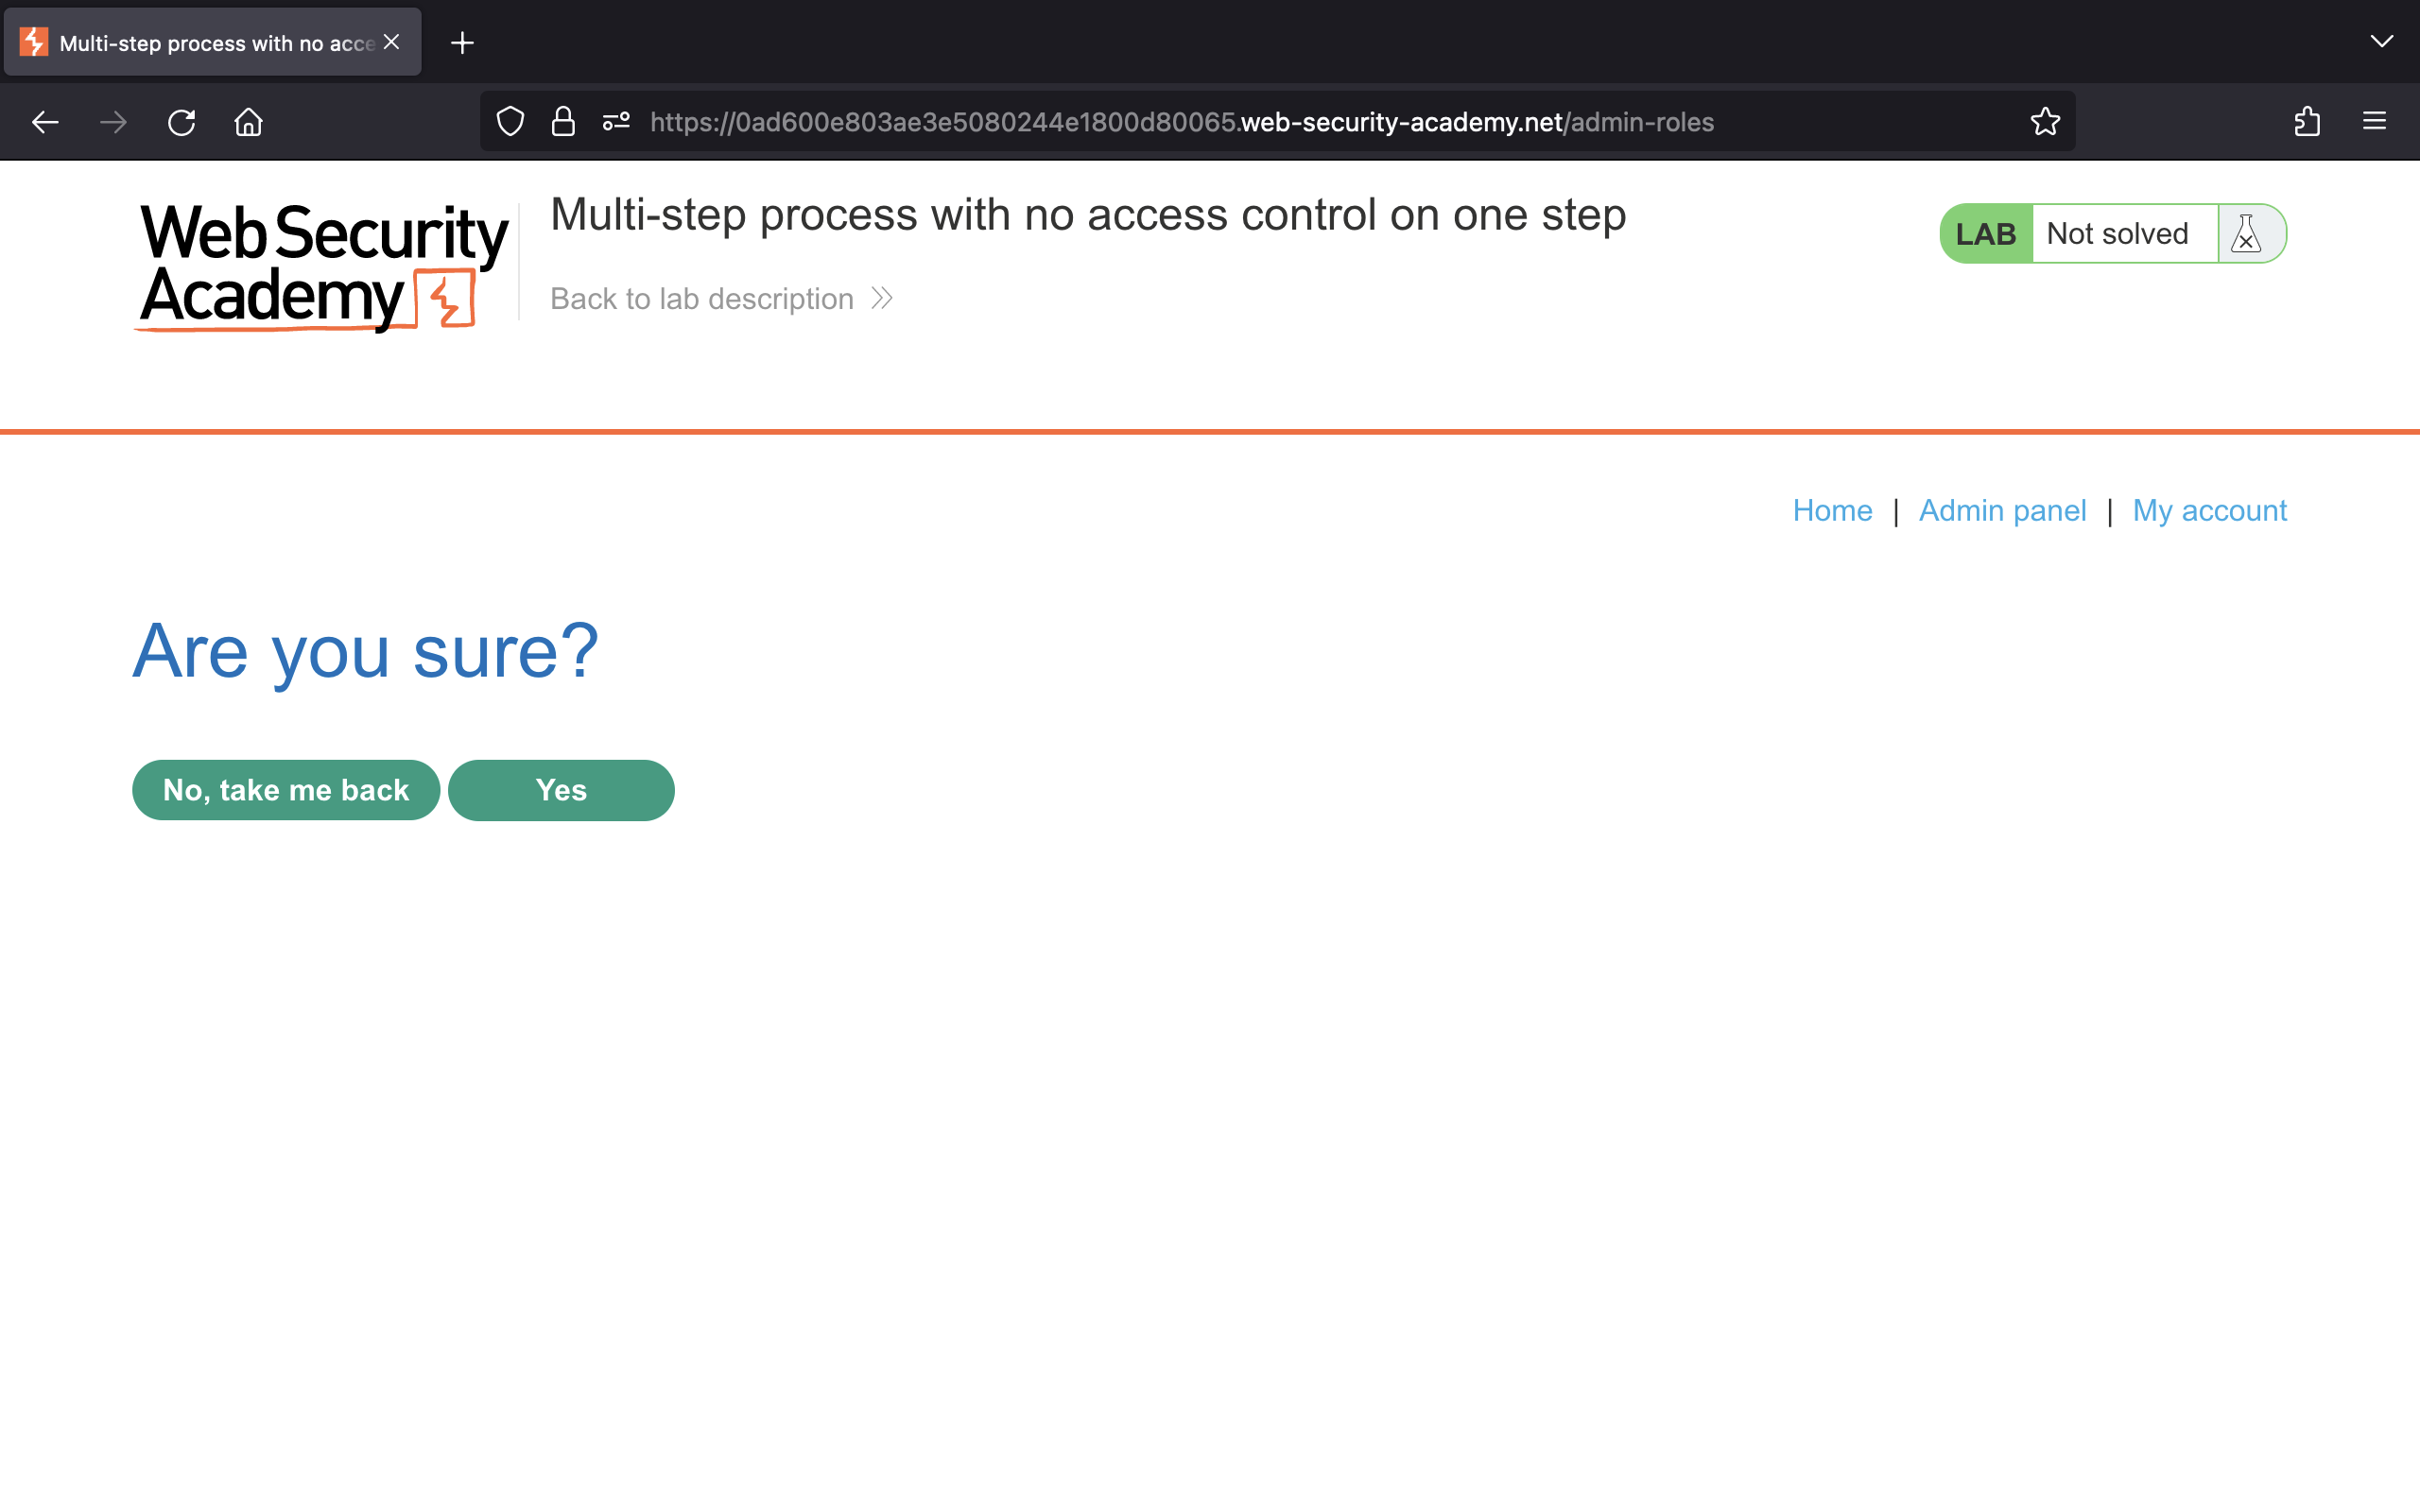 Multi-step process with no acce
https://0ad600e803ae3e5080244e1800d80065.web-security-academy.net/admin-roles
Web Security
Academy
Multi-step process with no access control on one step
Back to lab description
LAB Not solved
Home | Admin panel | My account
Are you sure?
No, take me back Yes